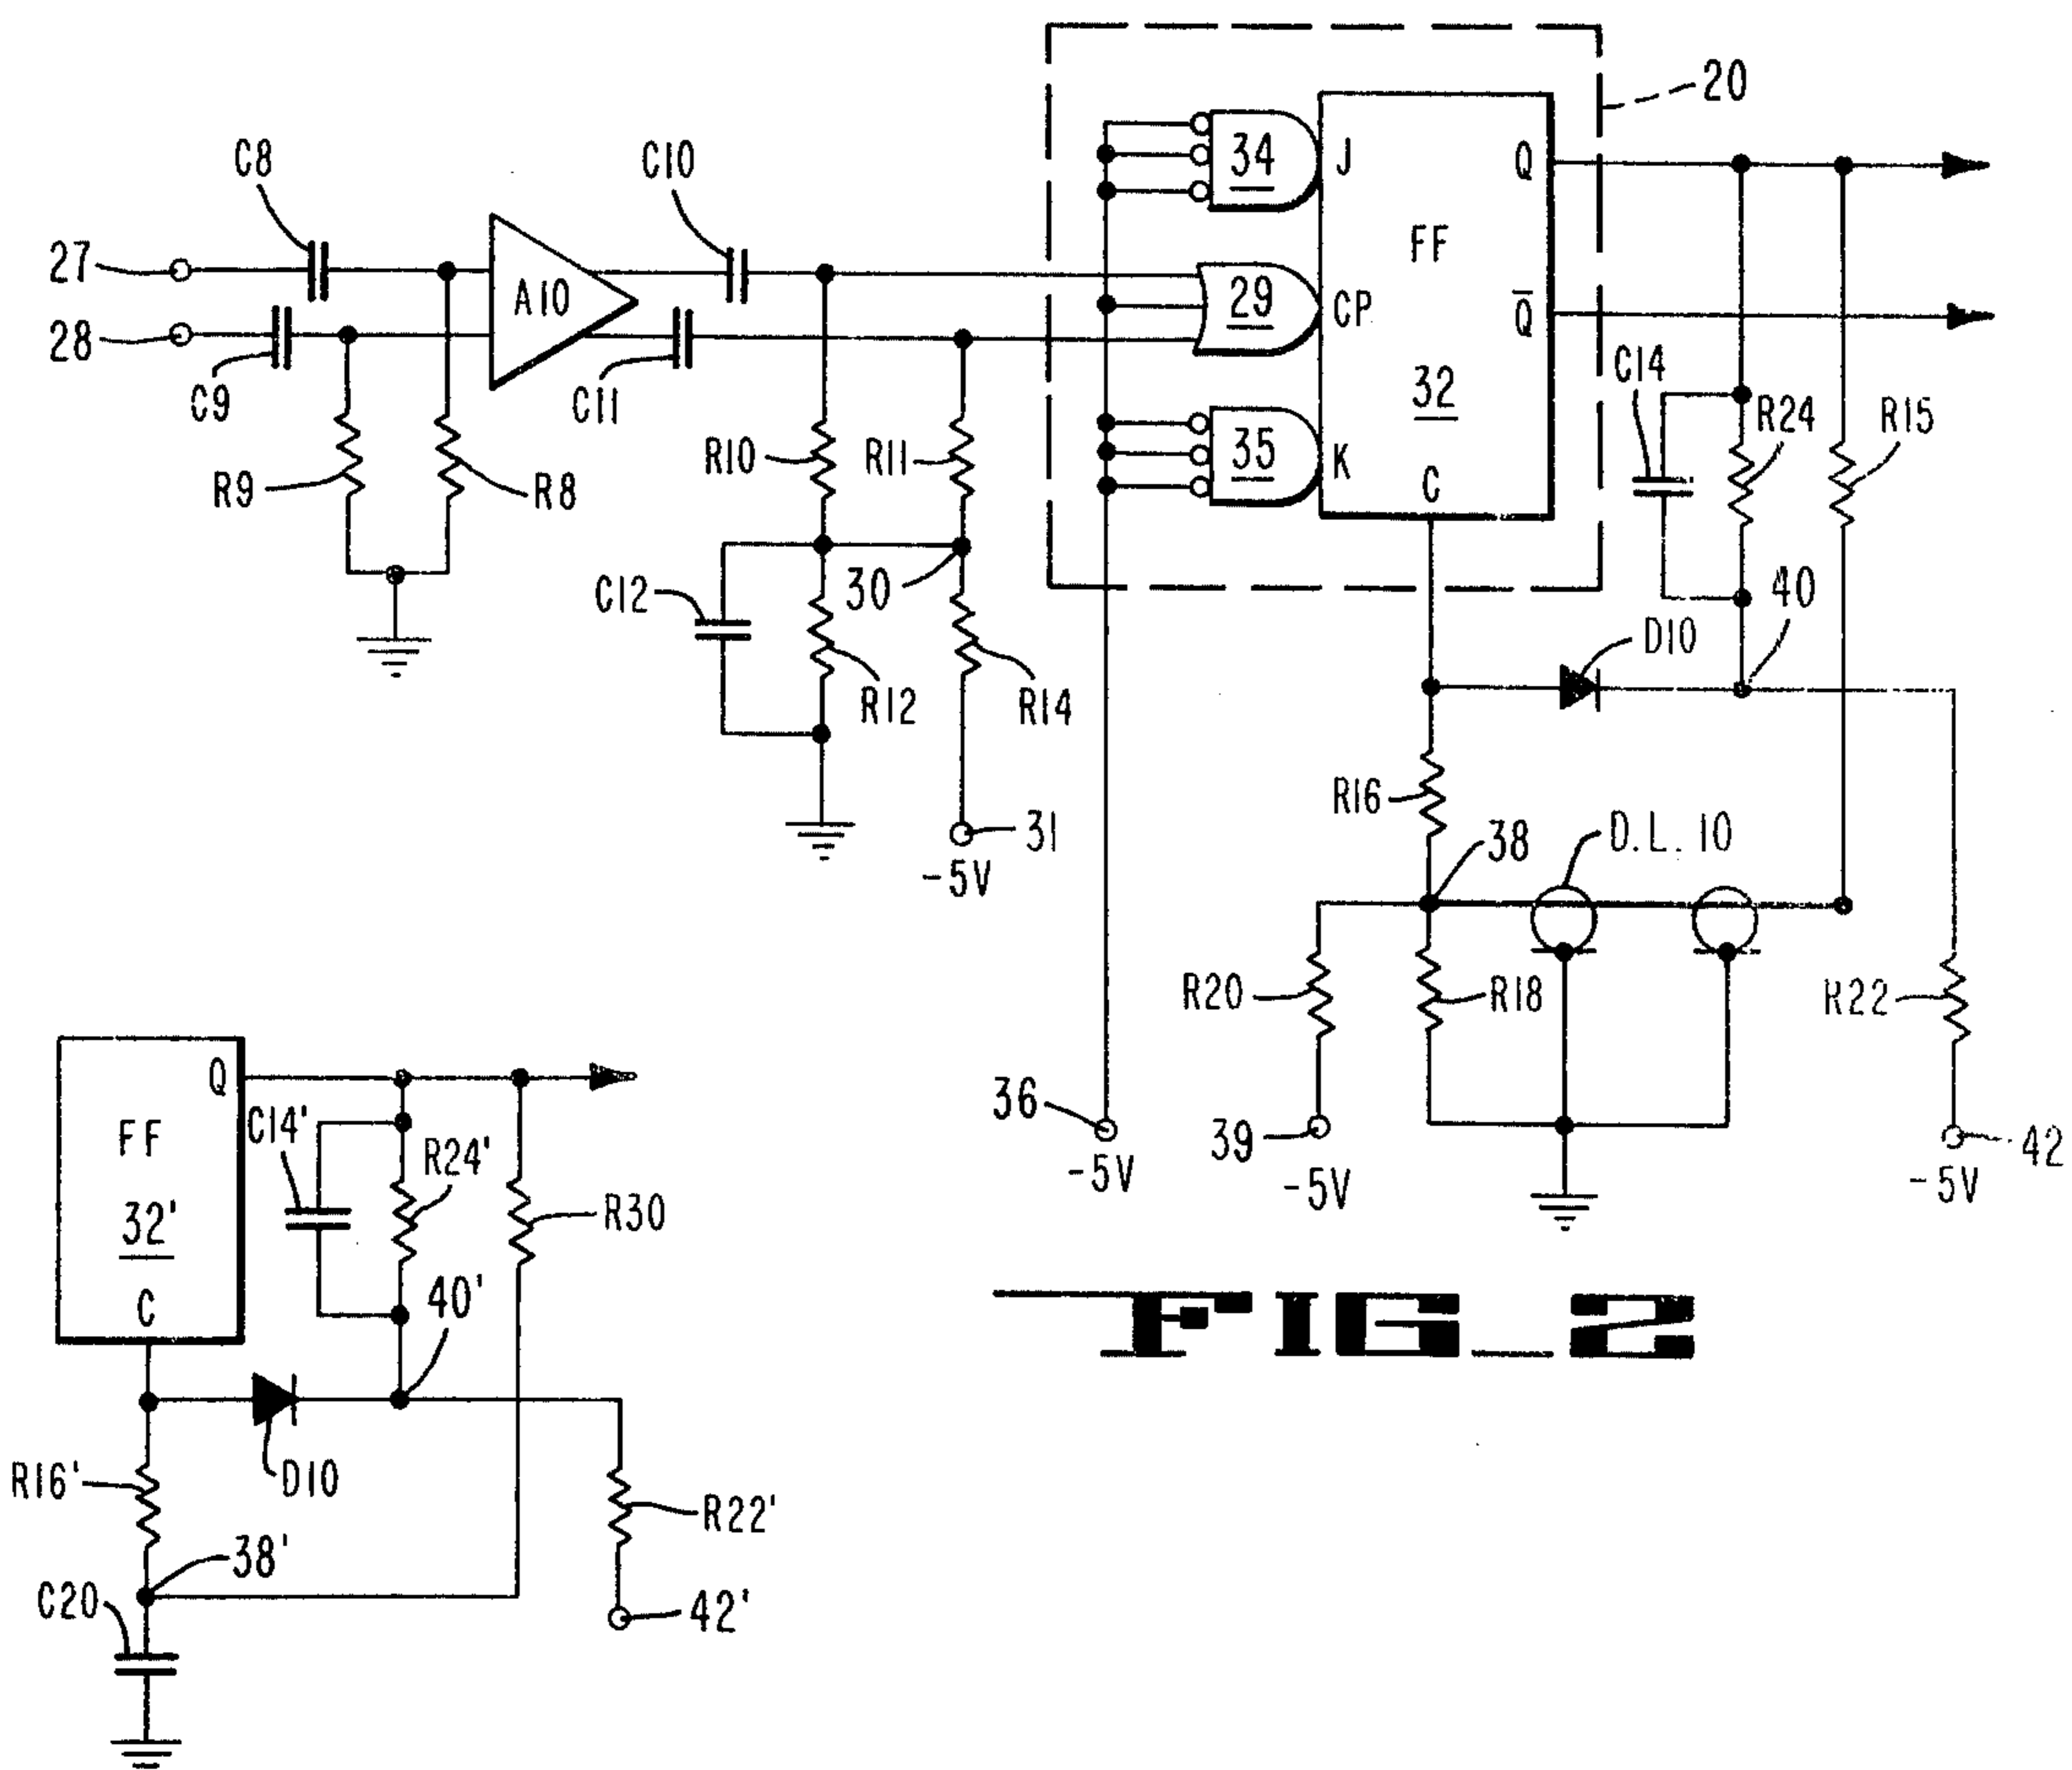 20
C8
C10
34
J
Q
27
A10
29
CP
FF
Q̅
28
C9
C11
32
C14
R24
R15
R10
R11
35
K
C
R9
R8
C12
30
40
D10
R12
R14
R16
31
-5V
38
D.L. 10
R20
R18
R22
36
-5V
39
-5V
42
-5V
Q
FF
C14'
R24'
32'
R30
C
40'
FIG_2
R16'
D10
R22'
38'
C20
42'